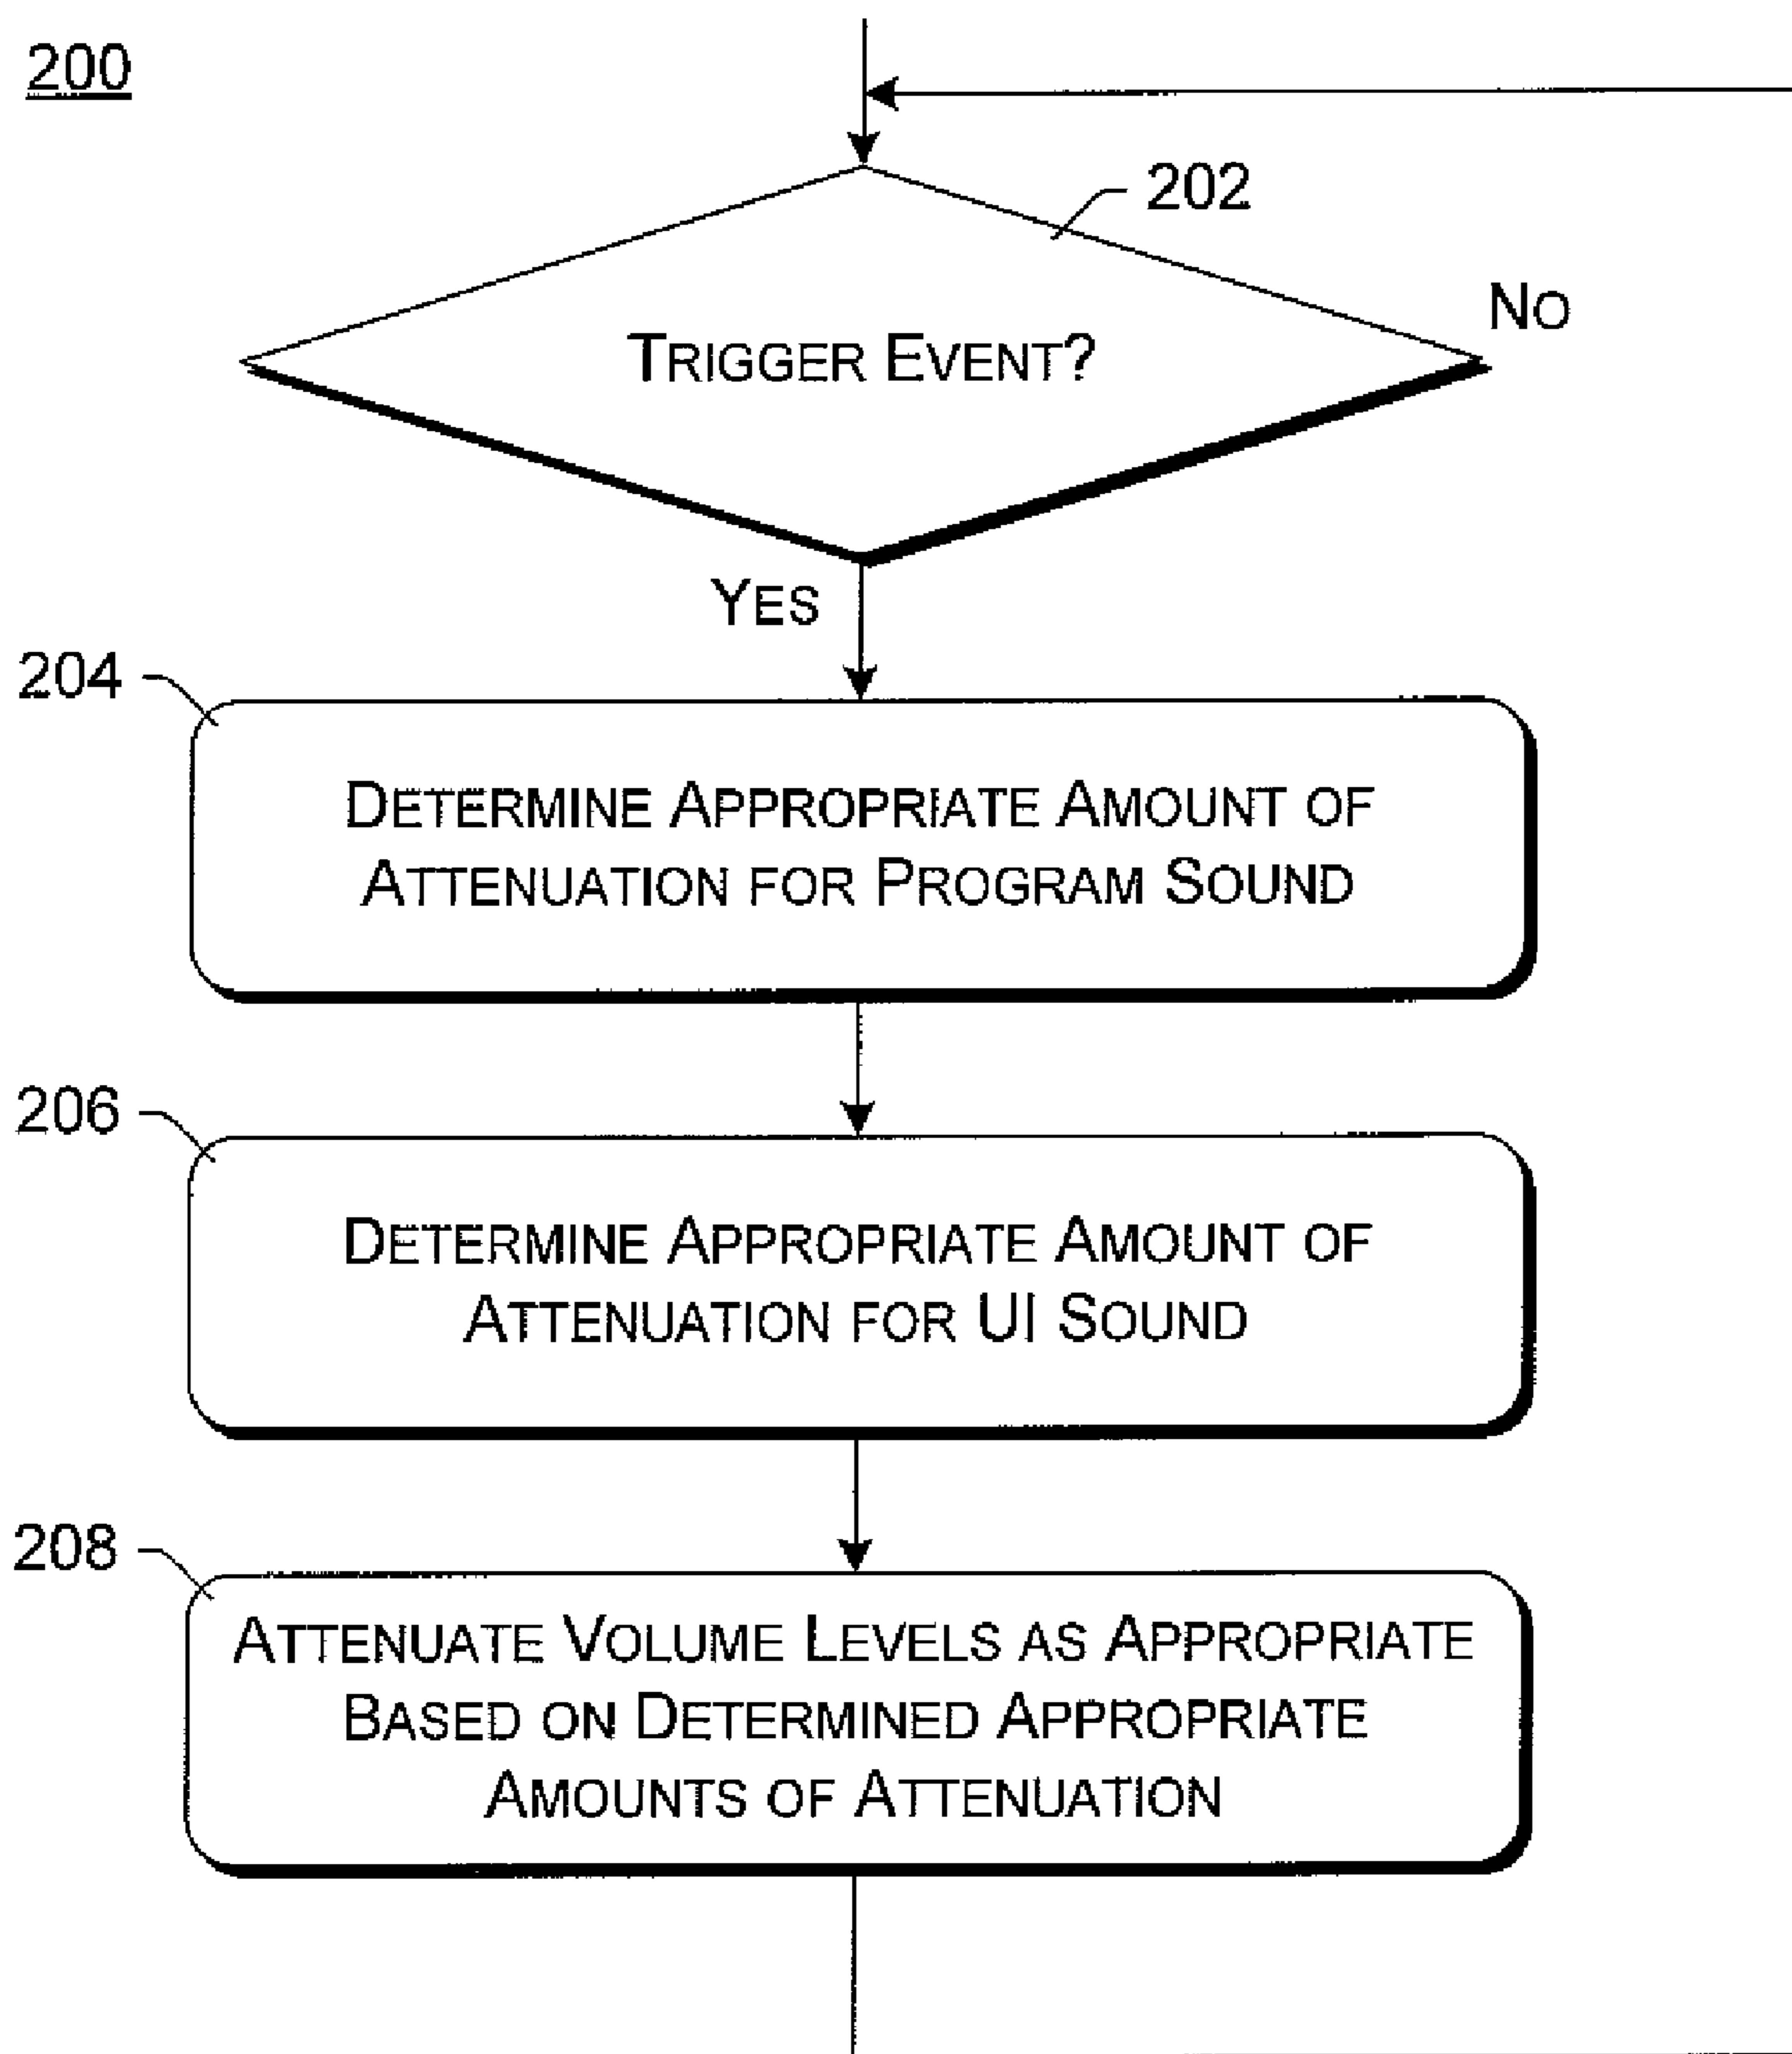 200
202
NO
TRIGGER EVENT?
YES
204
DETERMINE APPROPRIATE AMOUNT OF
ATTENUATION FOR PROGRAM SOUND
206
DETERMINE APPROPRIATE AMOUNT OF
ATTENUATION FOR UI SOUND
208
ATTENUATE VOLUME LEVELS AS APPROPRIATE
BASED ON DETERMINED APPROPRIATE
AMOUNTS OF ATTENUATION